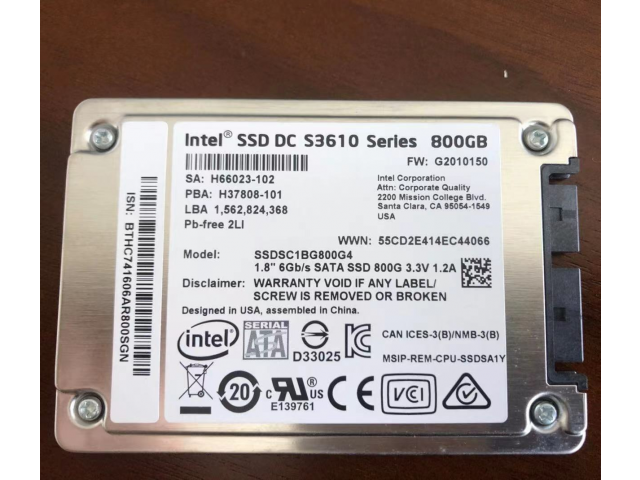 Intel® SSD DC S3610 Series 800GB
FW: G2010150
SA: H66023-102
PBA: H37808-101
LBA 1,562,824,368
Pb-free 2LI
Intel Corporation
Attn: Corporate Quality
2200 Mission College Blvd.
Santa Clara, CA 95054-1549
USA
WWN: 55CD2E414EC44066
Model: SSDSC1BG800G4
1.8" 6Gb/s SATA SSD 800G 3.3V 1.2A
Disclaimer: WARRANTY VOID IF ANY LABEL/
SCREW IS REMOVED OR BROKEN
Designed in USA, assembled in China.
intel
SERIAL
ATA
D33025
CAN ICES-3(B)/NMB-3(B)
MSIP-REM-CPU-SSDSA1Y
20
c UL US
E139761
CE
VCI
ISN: BTHC741606AR800SGN